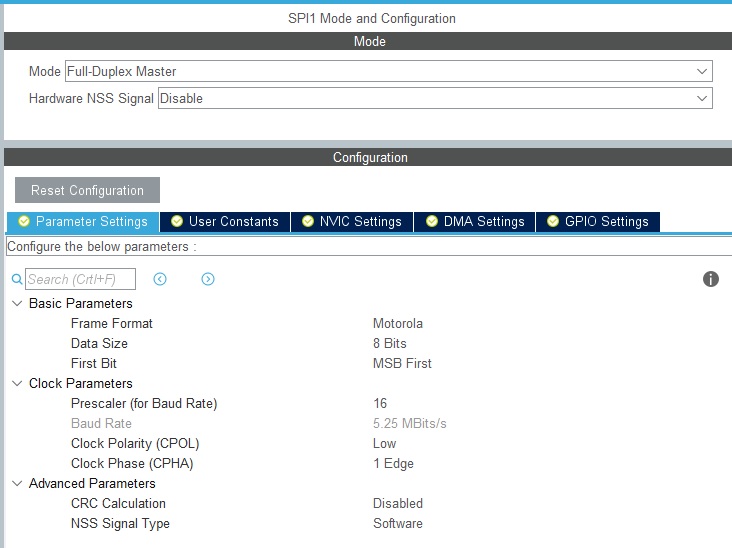 SPI1 Mode and Configuration
Mode
Mode Full-Duplex Master
Hardware NSS Signal Disable
Configuration
Reset Configuration
Parameter Settings User Constants NVIC Settings DMA Settings GPIO Settings
Configure the below parameters :
Search (Crtl+F)
Basic Parameters
Frame Format Motorola
Data Size 8 Bits
First Bit MSB First
Clock Parameters
Prescaler (for Baud Rate) 16
Baud Rate 5.25 MBits/s
Clock Polarity (CPOL) Low
Clock Phase (CPHA) 1 Edge
Advanced Parameters
CRC Calculation Disabled
NSS Signal Type Software